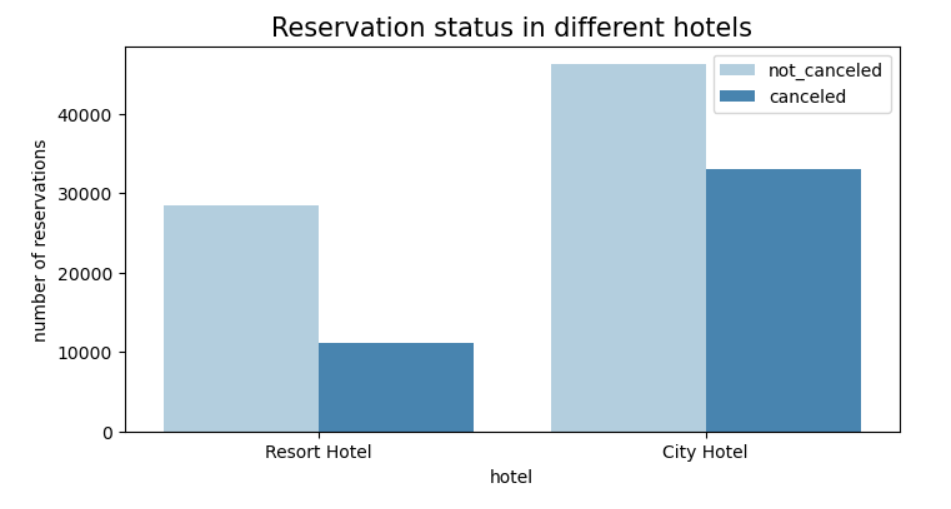 Reservation status in different hotels
not_canceled
canceled
number of reservations
40000
30000
20000
10000
0
Resort Hotel
City Hotel
hotel